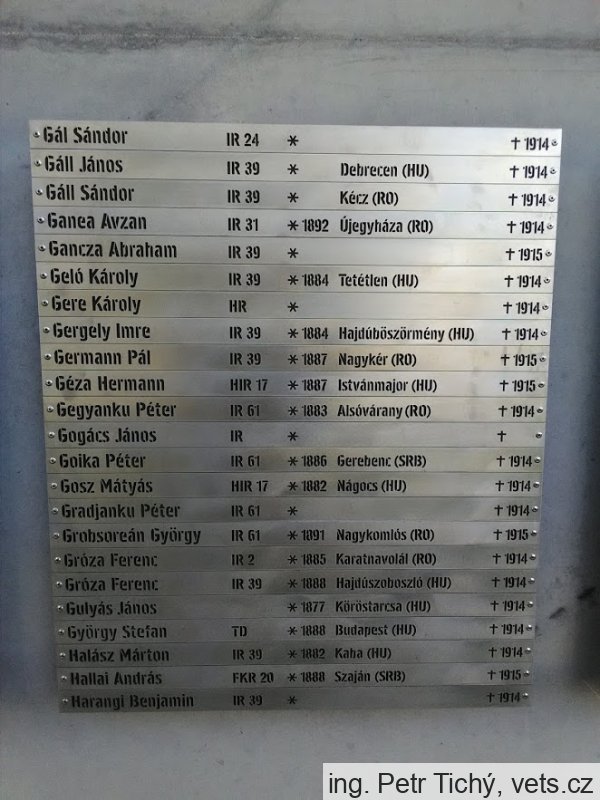 Gál Sándor IR 24 * † 1914
Gáll János IR 39 * Debrecen (HU) † 1914
Gáll Sándor IR 39 * Kécz (RO) † 1914
Ganea Avzan IR 31 * 1892 Újegyháza (RO) † 1914
Gancza Abraham IR 39 * † 1915
Geló Károly IR 39 * 1884 Tetétlen (HU) † 1914
Gere Károly HR * † 1914
Gergely Imre IR 39 * 1884 Hajdúböszörmény (HU) † 1914
Germann Pál IR 39 * 1887 Nagykér (RO) † 1915
Géza Hermann HIR 17 * 1887 Istvánmajor (HU) † 1915
Gegyanku Péter IR 61 * 1883 Alsóvárany (RO) † 1914
Gogács János IR * †
Goika Péter IR 61 * 1886 Gerebenc (SRB) † 1914
Gosz Mátyás HIR 17 * 1882 Nágocs (HU) † 1914
Gradjanku Péter IR 61 * † 1914
Grobsoreán György IR 61 * 1891 Nagykomlós (RO) † 1915
Gróza Ferenc IR 2 * 1885 Karatnavolál (RO) † 1914
Gróza Ferenc IR 39 * 1888 Hajdúszoboszló (HU) † 1914
Gulyás János * 1877 Köröstarcsa (HU) † 1914
György Stefan TD * 1888 Budapest (HU) † 1914
Halász Márton IR 39 * 1882 Kaba (HU) † 1914
Hallai András FKR 20 * 1888 Szaján (SRB) † 1915
Harangi Benjamin IR 39 * † 1914
ing. Petr Tichý, vets.cz